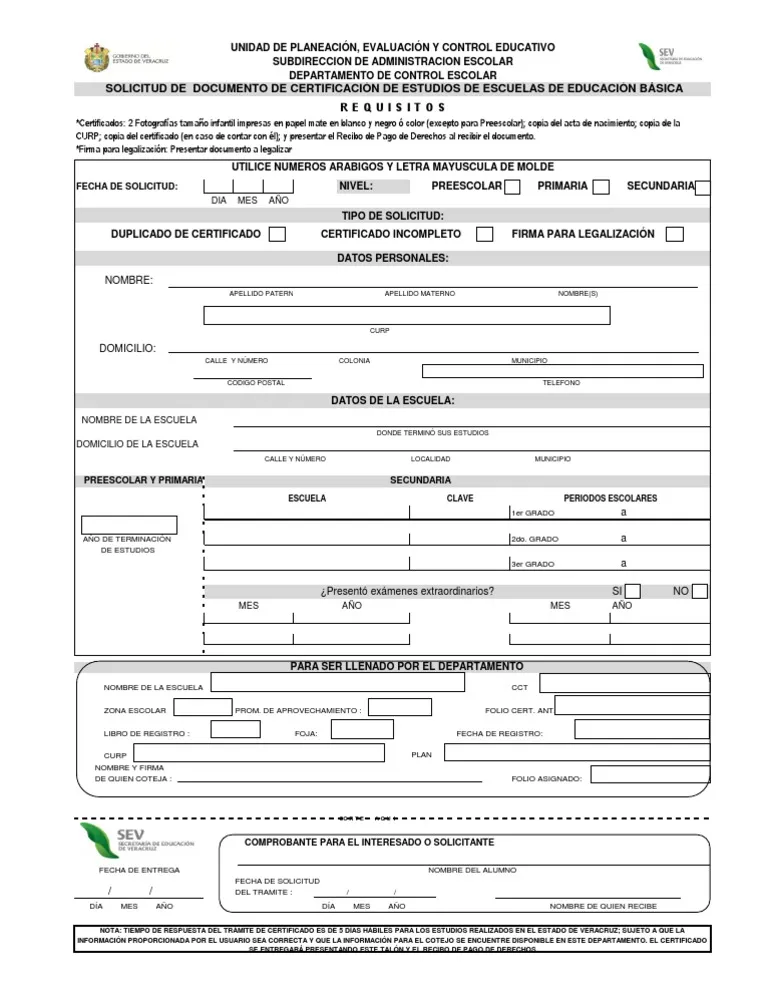 GOBIERNO DEL
ESTADO DE VERACRUZ
UNIDAD DE PLANEACIÓN, EVALUACIÓN Y CONTROL EDUCATIVO
SUBDIRECCION DE ADMINISTRACION ESCOLAR
DEPARTAMENTO DE CONTROL ESCOLAR
SEV
SECRETARÍA DE EDUCACIÓN
DE VERACRUZ
SOLICITUD DE DOCUMENTO DE CERTIFICACIÓN DE ESTUDIOS DE ESCUELAS DE EDUCACIÓN BÁSICA
R E Q U I S I T O S
*Certificados: 2 Fotografías tamaño infantil impresas en papel mate en blanco y negro ó color (excepto para Preescolar); copia del acta de nacimiento; copia de la
CURP; copia del certificado (en caso de contar con él); y presentar el Recibo de Pago de Derechos al recibir el documento.
*Firma para legalización: Presentar documento a legalizar
UTILICE NUMEROS ARABIGOS Y LETRA MAYUSCULA DE MOLDE
FECHA DE SOLICITUD: NIVEL: PREESCOLAR PRIMARIA SECUNDARIA
DIA MES AÑO
TIPO DE SOLICITUD:
DUPLICADO DE CERTIFICADO CERTIFICADO INCOMPLETO FIRMA PARA LEGALIZACIÓN
DATOS PERSONALES:
NOMBRE:
APELLIDO PATERN APELLIDO MATERNO NOMBRE(S)
CURP
DOMICILIO:
CALLE Y NÚMERO COLONIA MUNICIPIO
CODIGO POSTAL TELEFONO
DATOS DE LA ESCUELA:
NOMBRE DE LA ESCUELA
DONDE TERMINÓ SUS ESTUDIOS
DOMICILIO DE LA ESCUELA
CALLE Y NÚMERO LOCALIDAD MUNICIPIO
PREESCOLAR Y PRIMARIA SECUNDARIA
ESCUELA CLAVE PERIODOS ESCOLARES
1er GRADO a
AÑO DE TERMINACION
DE ESTUDIOS
2do. GRADO a
3er GRADO a
¿Presentó exámenes extraordinarios? SI NO
MES AÑO MES AÑO
PARA SER LLENADO POR EL DEPARTAMENTO
NOMBRE DE LA ESCUELA CCT
ZONA ESCOLAR PROM. DE APROVECHAMIENTO : FOLIO CERT. ANT
LIBRO DE REGISTRO : FOJA: FECHA DE REGISTRO:
CURP PLAN
NOMBRE Y FIRMA
DE QUIEN COTEJA : FOLIO ASIGNADO:
CORTE AQUI
SEV
SECRETARÍA DE EDUCACIÓN
DE VERACRUZ
COMPROBANTE PARA EL INTERESADO O SOLICITANTE
FECHA DE ENTREGA NOMBRE DEL ALUMNO
FECHA DE SOLICITUD
DEL TRAMITE : / /
/ /
DÍA MES AÑO DÍA MES AÑO NOMBRE DE QUIEN RECIBE
NOTA: TIEMPO DE RESPUESTA DEL TRÁMITE DE CERTIFICADO ES DE 5 DÍAS HÁBILES PARA LOS ESTUDIOS REALIZADOS EN EL ESTADO DE VERACRUZ; SUJETO A QUE LA
INFORMACIÓN PROPORCIONADA POR EL USUARIO SEA CORRECTA Y QUE LA INFORMACIÓN PARA EL COTEJO SE ENCUENTRE DISPONIBLE EN ESTE DEPARTAMENTO. EL CERTIFICADO
SE ENTREGARÁ PRESENTANDO ESTE TALÓN Y EL RECIBO DE PAGO DE DERECHOS